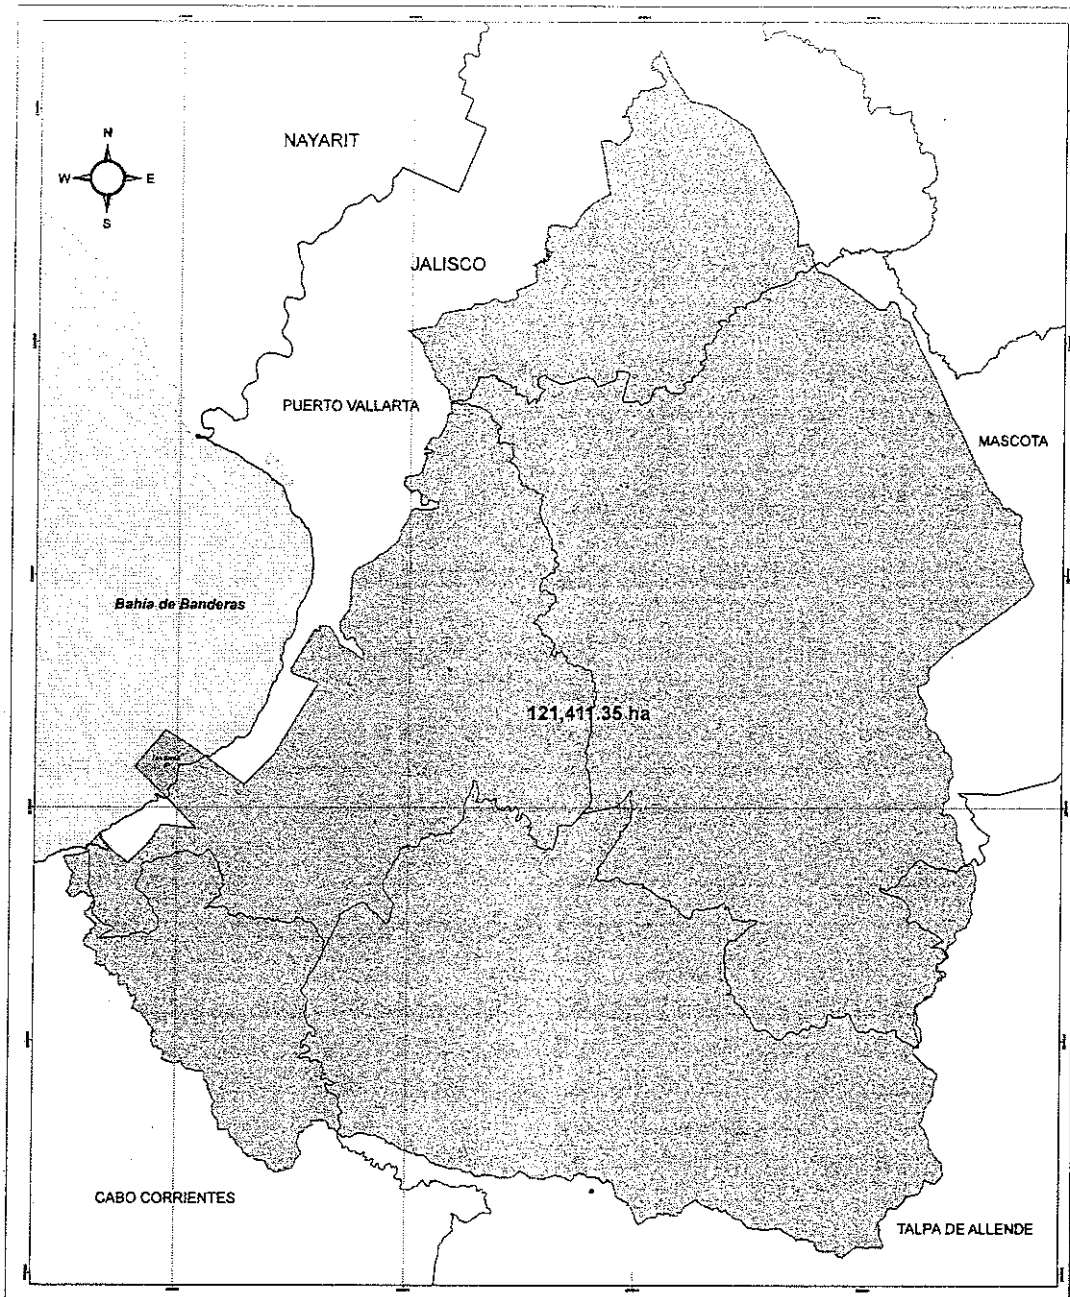 NAYARIT
N
W
E
S
JALISCO
PUERTO VALLARTA
MASCOTA
Bahía de Banderas
121,411.35 ha
CABO CORRIENTES
TALPA DE ALLENDE